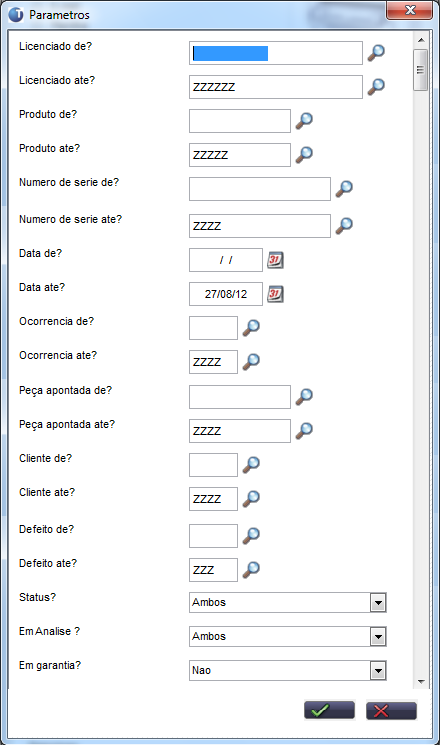 Parametros
Licenciado de?
Licenciado ate? ZZZZZZ
Produto de?
Produto ate? ZZZZZ
Numero de serie de?
Numero de serie ate? ZZZZ
Data de? / /
Data ate? 27/08/12
Ocorrencia de?
Ocorrencia ate? ZZZZ
Peça apontada de?
Peça apontada ate? ZZZZ
Cliente de?
Cliente ate? ZZZZ
Defeito de?
Defeito ate? ZZZ
Status? Ambos
Em Analise ? Ambos
Em garantia? Nao